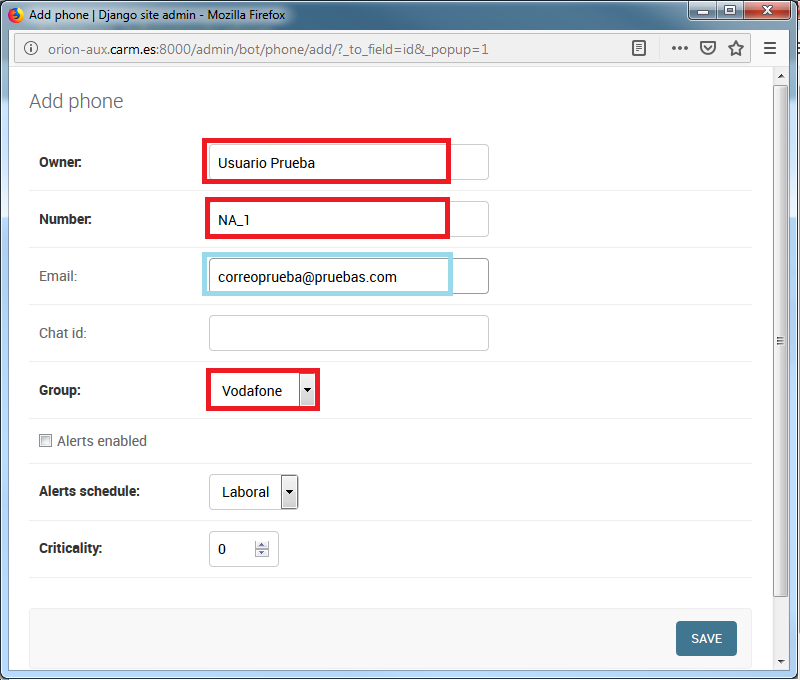 Add phone | Django site admin - Mozilla Firefox
orion-aux.carm.es:8000/admin/bot/phone/add/?_to_field=id&_popup=1
Add phone
Owner: Usuario Prueba
Number: NA_1
Email: correoprueba@pruebas.com
Chat id:
Group: Vodafone
Alerts enabled
Alerts schedule: Laboral
Criticality: 0
SAVE